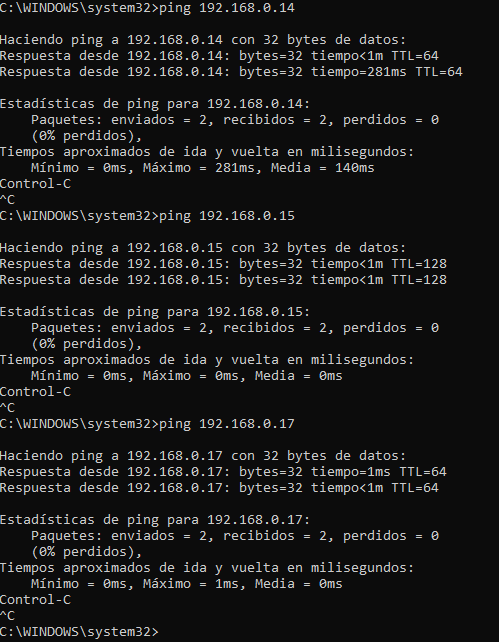 C:\WINDOWS\system32>ping 192.168.0.14
Haciendo ping a 192.168.0.14 con 32 bytes de datos:
Respuesta desde 192.168.0.14: bytes=32 tiempo<1m TTL=64
Respuesta desde 192.168.0.14: bytes=32 tiempo=281ms TTL=64
Estadísticas de ping para 192.168.0.14:
Paquetes: enviados = 2, recibidos = 2, perdidos = 0
(0% perdidos),
Tiempos aproximados de ida y vuelta en milisegundos:
Mínimo = 0ms, Máximo = 281ms, Media = 140ms
Control-C
^C
C:\WINDOWS\system32>ping 192.168.0.15
Haciendo ping a 192.168.0.15 con 32 bytes de datos:
Respuesta desde 192.168.0.15: bytes=32 tiempo<1m TTL=128
Respuesta desde 192.168.0.15: bytes=32 tiempo<1m TTL=128
Estadísticas de ping para 192.168.0.15:
Paquetes: enviados = 2, recibidos = 2, perdidos = 0
(0% perdidos),
Tiempos aproximados de ida y vuelta en milisegundos:
Mínimo = 0ms, Máximo = 0ms, Media = 0ms
Control-C
^C
C:\WINDOWS\system32>ping 192.168.0.17
Haciendo ping a 192.168.0.17 con 32 bytes de datos:
Respuesta desde 192.168.0.17: bytes=32 tiempo=1ms TTL=64
Respuesta desde 192.168.0.17: bytes=32 tiempo<1m TTL=64
Estadísticas de ping para 192.168.0.17:
Paquetes: enviados = 2, recibidos = 2, perdidos = 0
(0% perdidos),
Tiempos aproximados de ida y vuelta en milisegundos:
Mínimo = 0ms, Máximo = 1ms, Media = 0ms
Control-C
^C
C:\WINDOWS\system32>